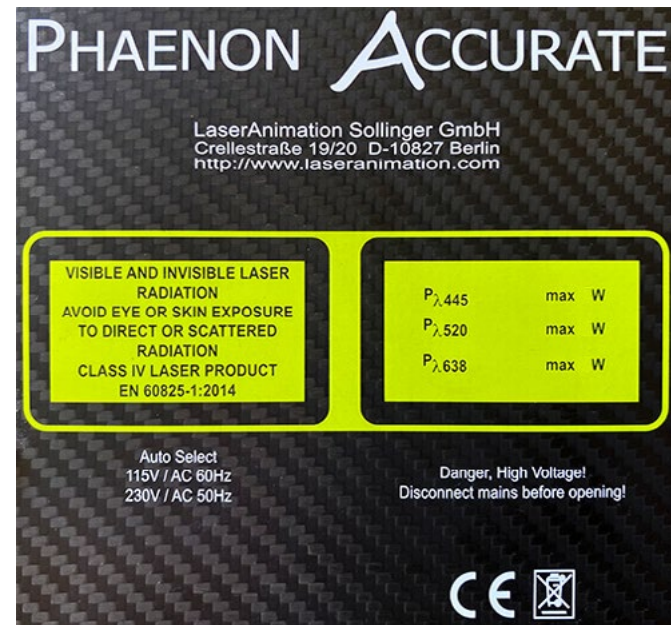 PHAENON ACCURATE
LaserAnimation Sollinger GmbH
Crellestraße 19/20 D-10827 Berlin
http://www.laseranimation.com
VISIBLE AND INVISIBLE LASER
RADIATION
AVOID EYE OR SKIN EXPOSURE
TO DIRECT OR SCATTERED
RADIATION
CLASS IV LASER PRODUCT
EN 60825-1:2014
Pλ445 max W
Pλ520 max W
Pλ638 max W
Auto Select
115V / AC 60Hz
230V / AC 50Hz
Danger, High Voltage!
Disconnect mains before opening!
CE